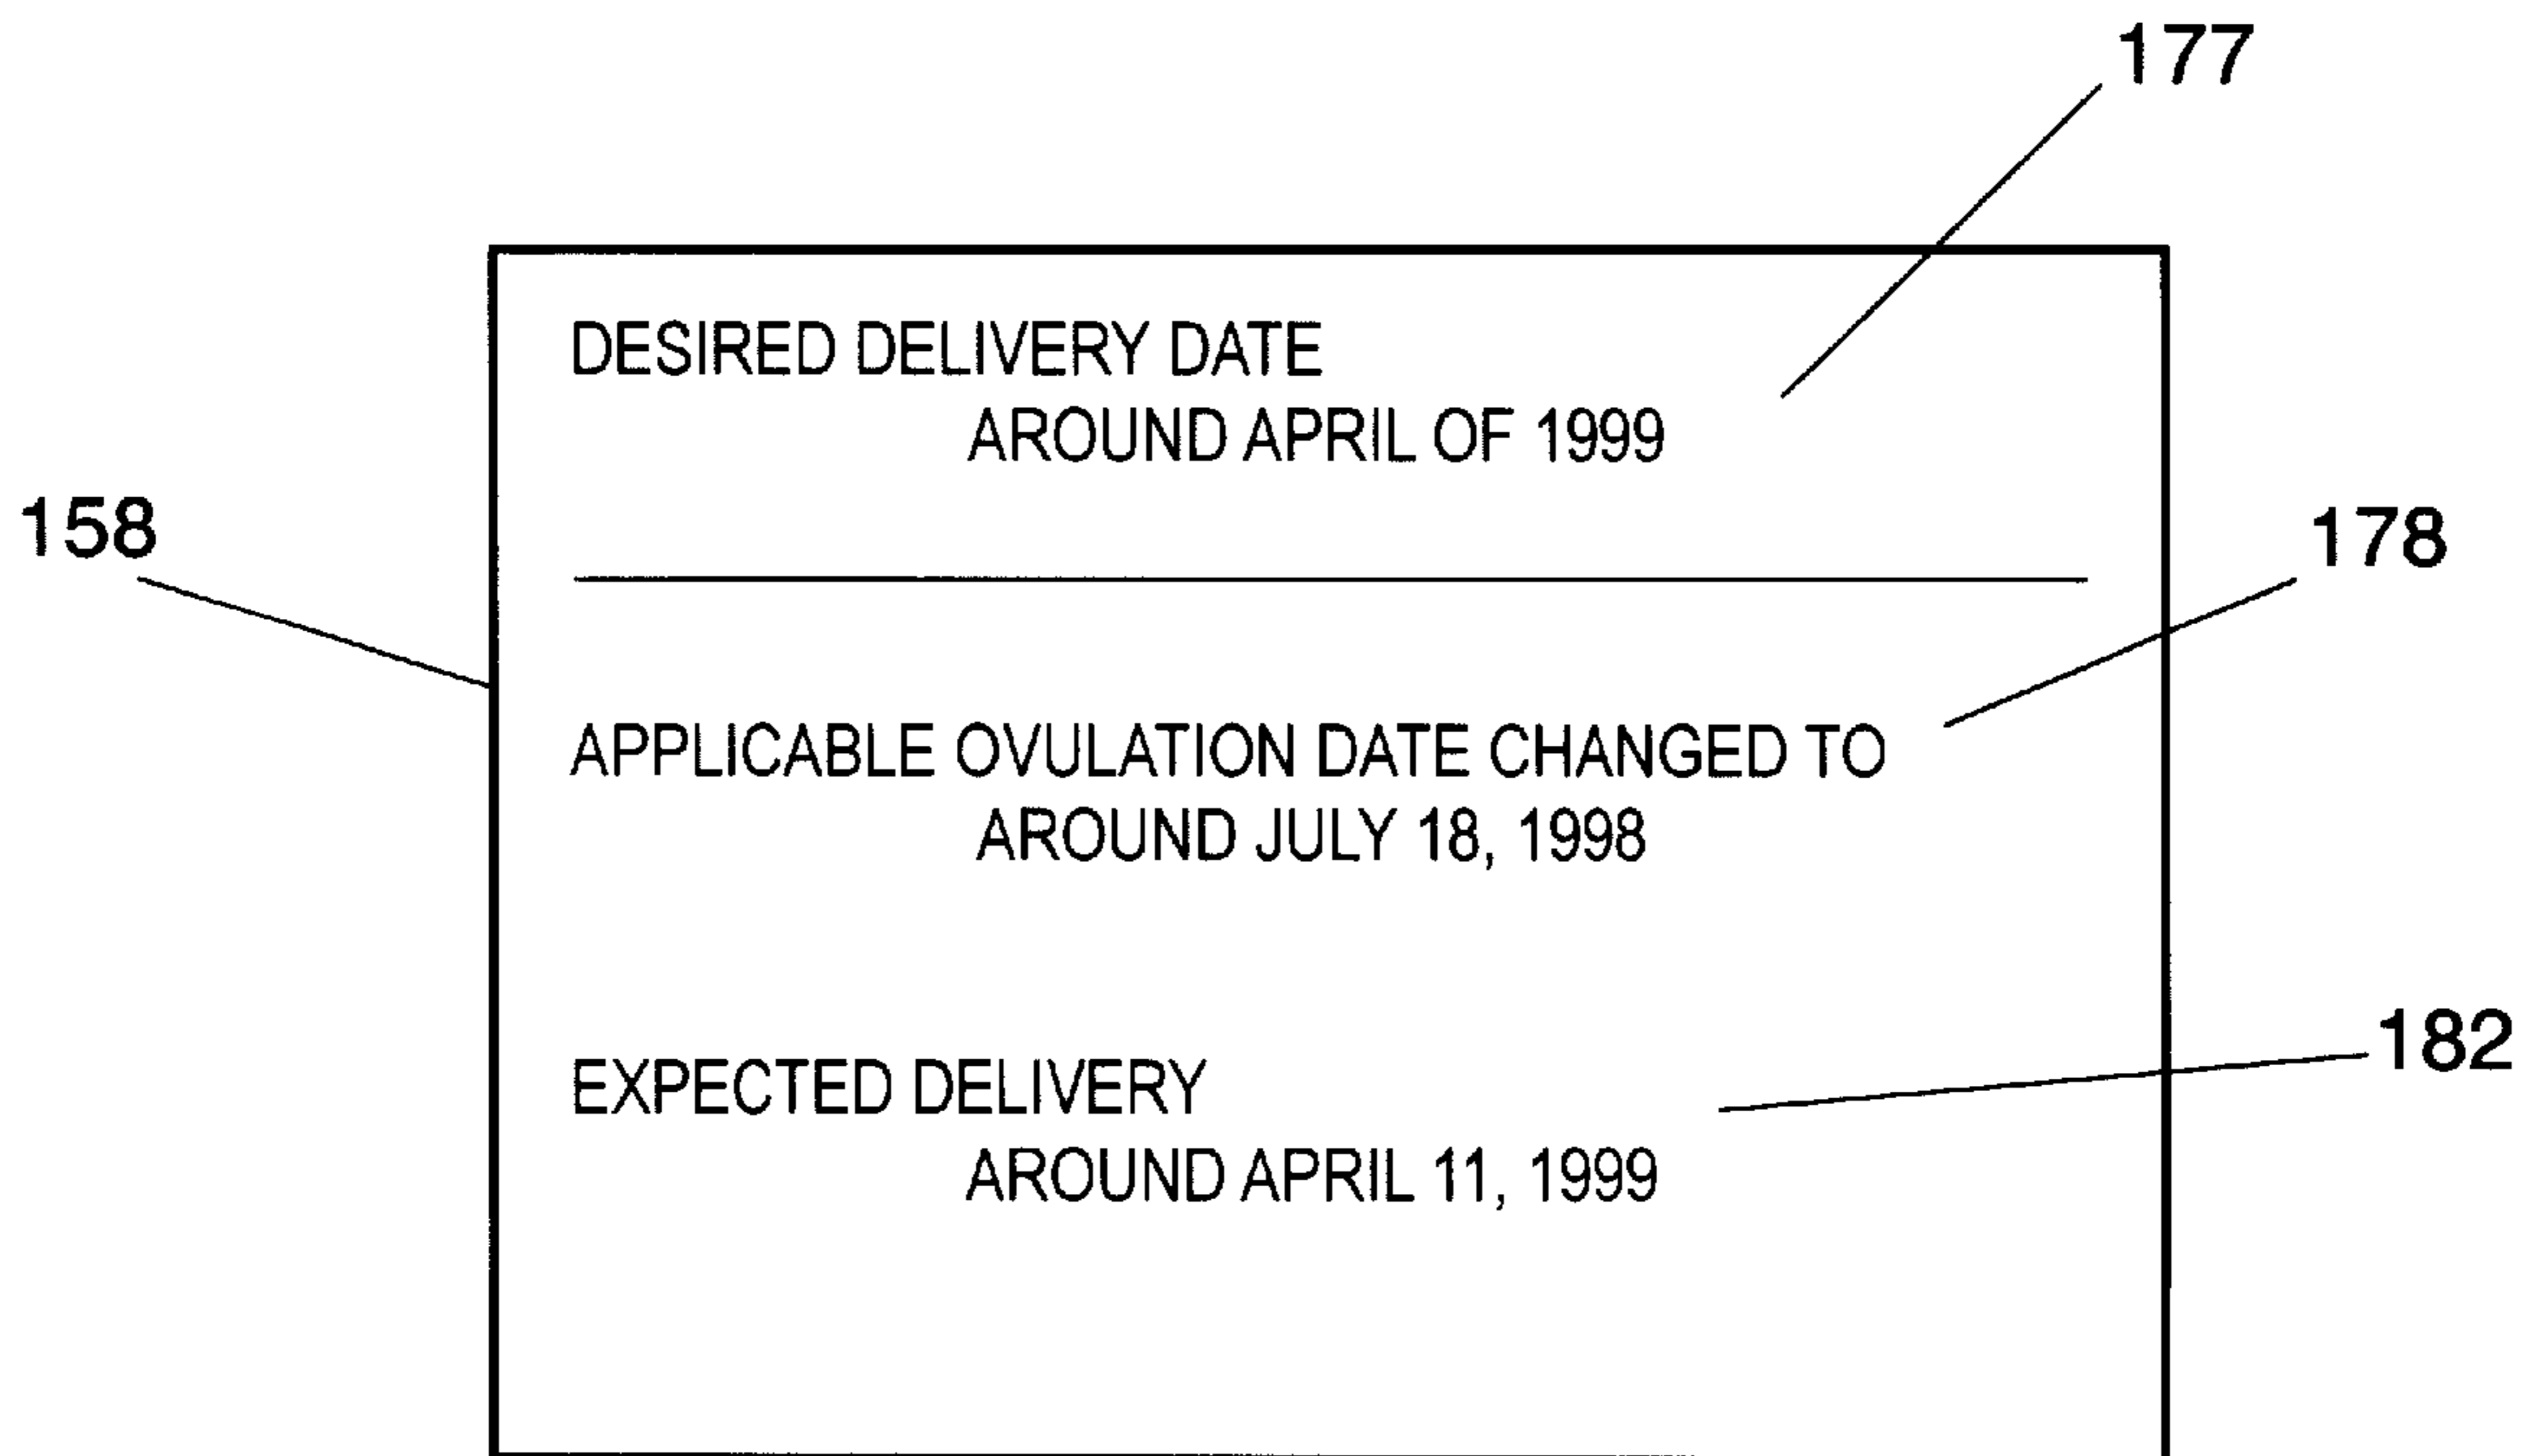 177
DESIRED DELIVERY DATE
AROUND APRIL OF 1999
158
178
APPLICABLE OVULATION DATE CHANGED TO
AROUND JULY 18, 1998
182
EXPECTED DELIVERY
AROUND APRIL 11, 1999